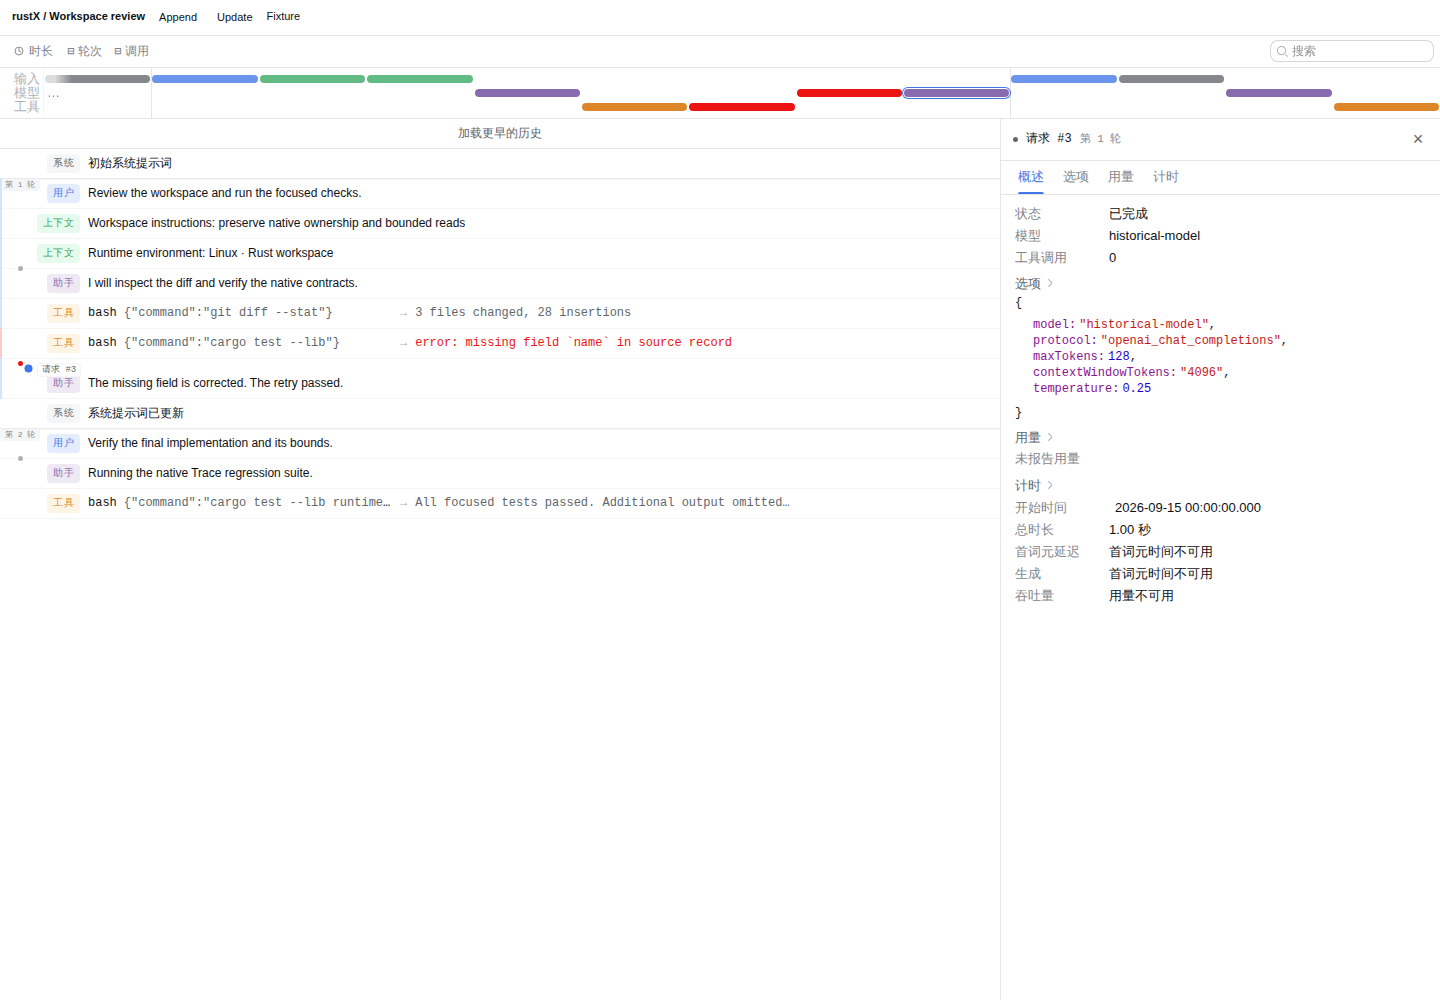 rustX / Workspace review Append Update Fixture
时长 轮次 调用 搜索
输入
模型 ...
工具
加载更早的历史
系统 初始系统提示词
第 1 轮
用户 Review the workspace and run the focused checks.
上下文 Workspace instructions: preserve native ownership and bounded reads
上下文 Runtime environment: Linux · Rust workspace
助手 I will inspect the diff and verify the native contracts.
工具 bash {"command":"git diff --stat"} → 3 files changed, 28 insertions
工具 bash {"command":"cargo test --lib"} → error: missing field `name` in source record
请求 #3
助手 The missing field is corrected. The retry passed.
系统 系统提示词已更新
第 2 轮
用户 Verify the final implementation and its bounds.
助手 Running the native Trace regression suite.
工具 bash {"command":"cargo test --lib runtime… → All focused tests passed. Additional output omitted…
请求 #3 第 1 轮 ×
概述 选项 用量 计时
状态 已完成
模型 historical-model
工具调用 0
选项
{
model: "historical-model",
protocol: "openai_chat_completions",
maxTokens: 128,
contextWindowTokens: "4096",
temperature: 0.25
}
用量
未报告用量
计时
开始时间 2026-09-15 00:00:00.000
总时长 1.00 秒
首词元延迟 首词元时间不可用
生成 首词元时间不可用
吞吐量 用量不可用